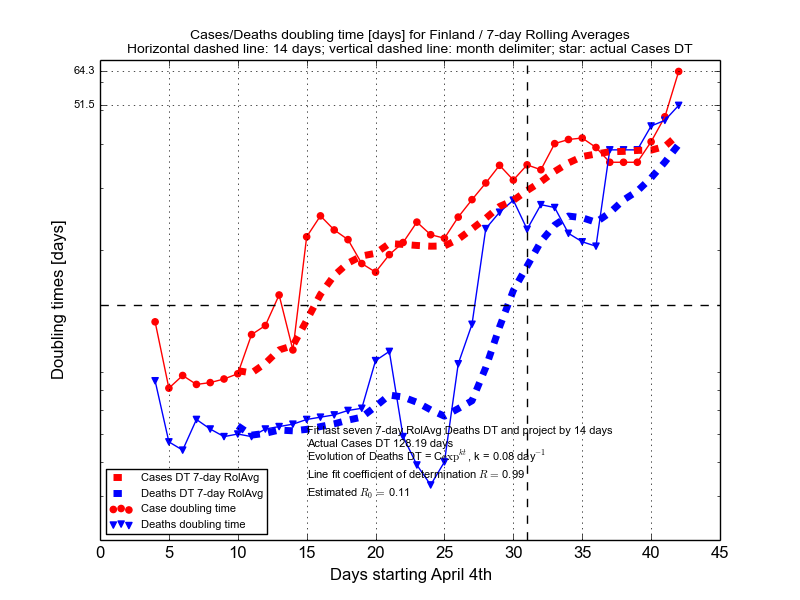 Cases/Deaths doubling time [days] for Finland / 7-day Rolling Averages
Horizontal dashed line: 14 days; vertical dashed line: month delimiter; star: actual Cases DT
64.3
51.5
Doubling times [days]
Fit last seven 7-day RolAvg Deaths DT and project by 14 days
Actual Cases DT 128.19 days
Evolution of Deaths DT = C exp^{kt}, k = 0.08 day^{-1}
Line fit coefficient of determination R = 0.99
Estimated R_0 = 0.11
Cases DT 7-day RolAvg
Deaths DT 7-day RolAvg
Case doubling time
Deaths doubling time
0 5 10 15 20 25 30 35 40 45
Days starting April 4th